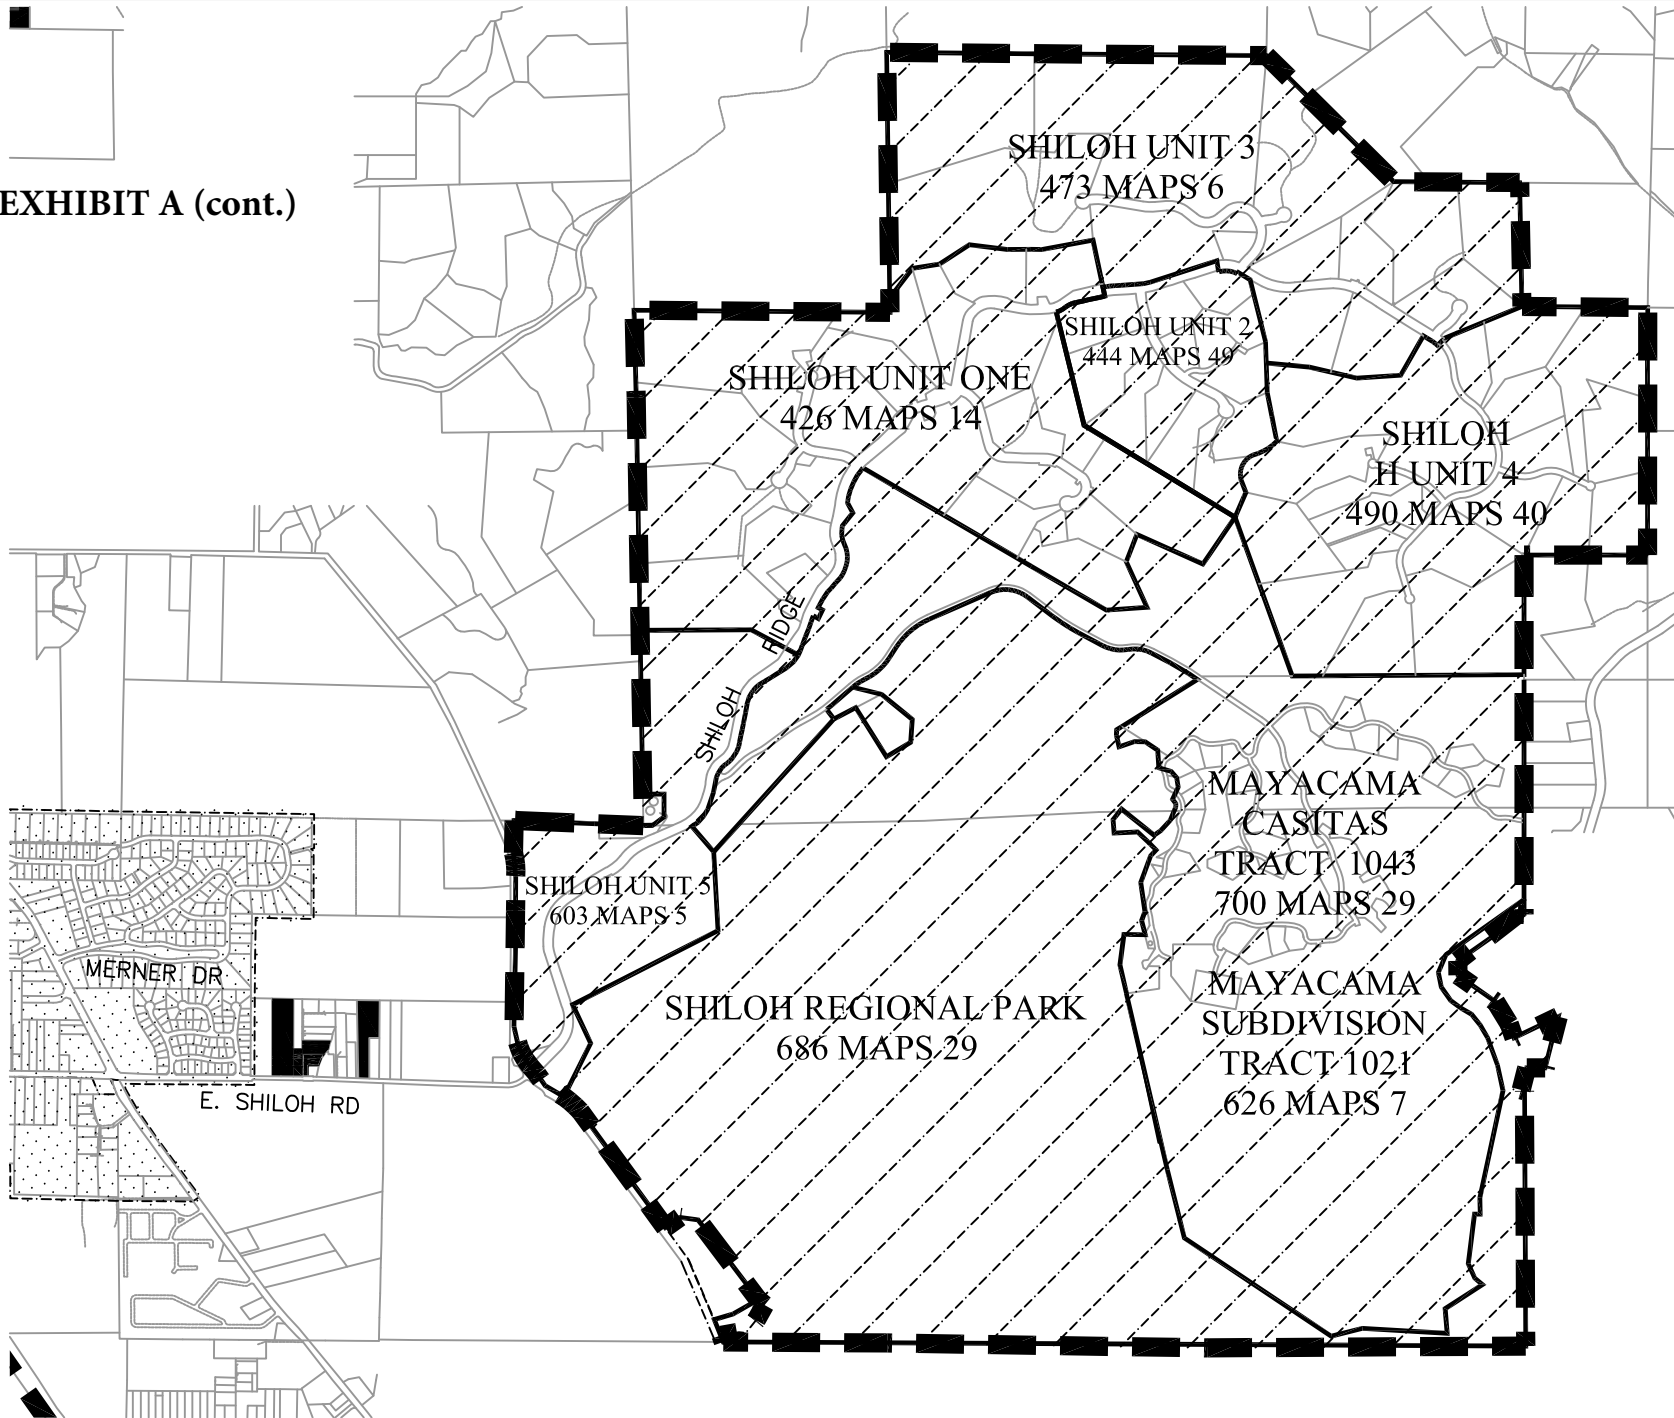 EXHIBIT A (cont.)
SHILOH UNIT 3
473 MAPS 6
SHILOH UNIT 2
444 MAPS 49
SHILOH UNIT ONE
426 MAPS 14
SHILOH
H UNIT 4
490 MAPS 40
SHILOH RIDGE
MAYACAMA
CASITAS
TRACT 1043
700 MAPS 29
SHILOH UNIT 5
603 MAPS 5
MERNER DR
MAYACAMA
SUBDIVISION
TRACT 1021
626 MAPS 7
SHILOH REGIONAL PARK
686 MAPS 29
E. SHILOH RD